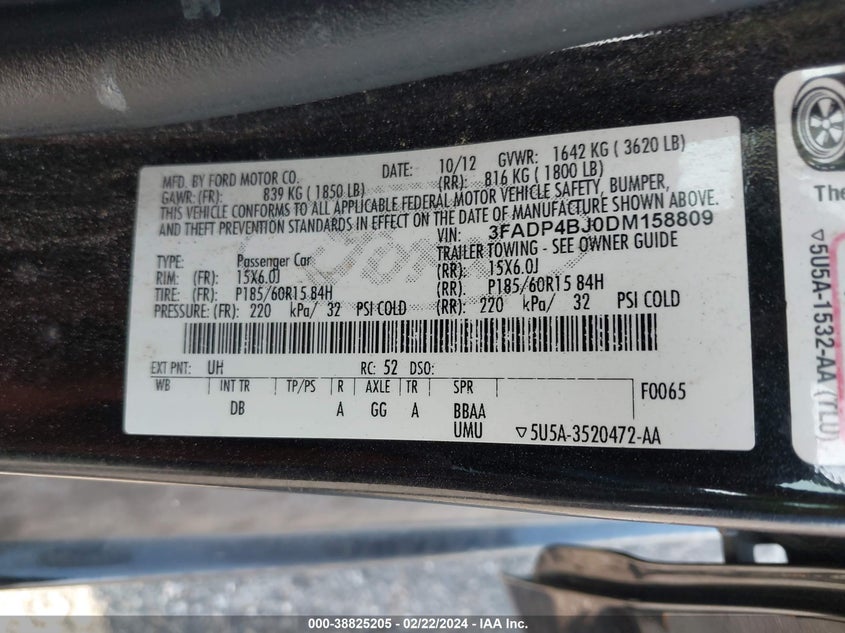 MFD. BY FORD MOTOR CO. DATE: 10/12 GVWR: 1642 KG ( 3620 LB)
GAWR: (FR): 839 KG ( 1850 LB) (RR): 816 KG ( 1800 LB)
THIS VEHICLE CONFORMS TO ALL APPLICABLE FEDERAL MOTOR VEHICLE SAFETY, BUMPER,
AND THEFT PREVENTION STANDARDS IN EFFECT ON THE DATE OF MANUFACTURE SHOWN ABOVE.
VIN: 3FADP4BJ0DM158809
TYPE: Passenger Car TRAILER TOWING - SEE OWNER GUIDE
RIM: (FR): 15X6.0J (RR): 15X6.0J
TIRE: (FR): P185/60R15 84H (RR): P185/60R15 84H
PRESSURE: (FR): 220 kPa/ 32 PSI COLD (RR): 220 kPa/ 32 PSI COLD
EXT PNT: UH RC: 52 DSO:
WB INT TR TP/PS R AXLE TR SPR F0065
DB A GG A BBAA
UMU ▽5U5A-3520472-AA
Ford
The
▽5U5A-1532-AA (TLU)
000-38825205 - 02/22/2024 - IAA Inc.